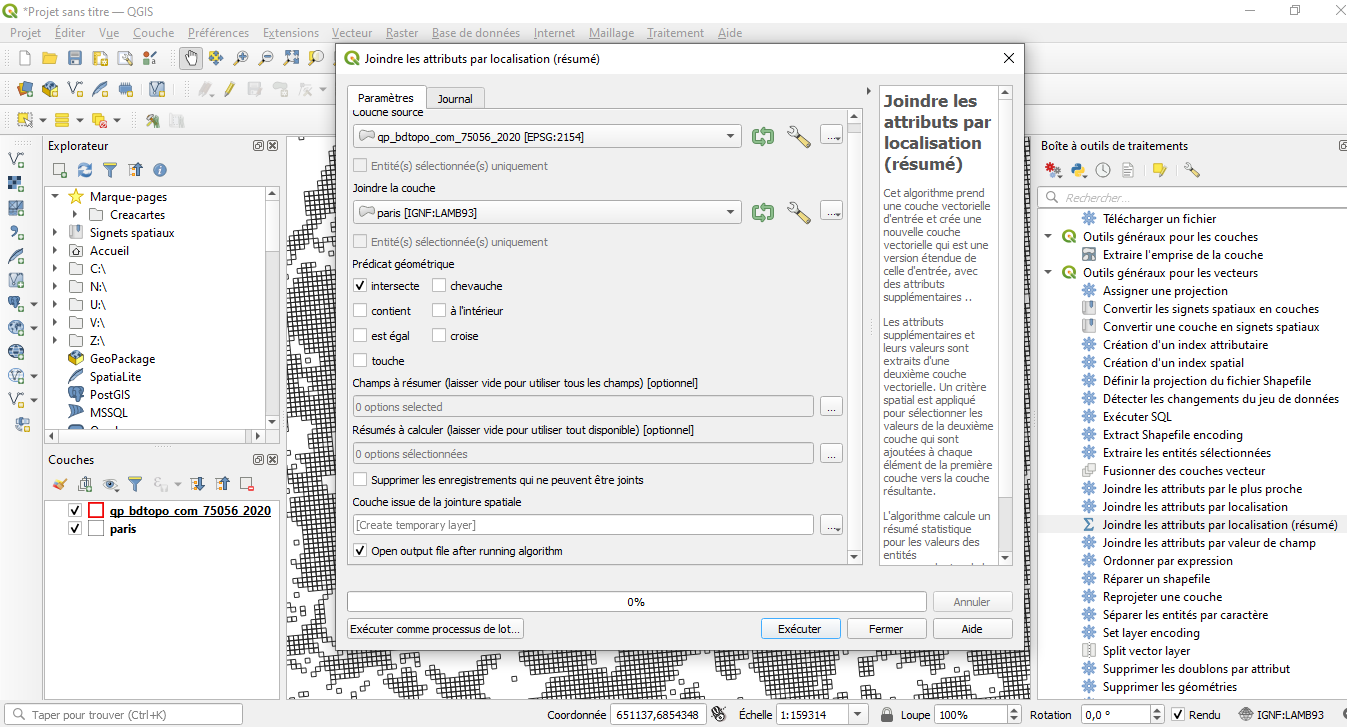 *Projet sans titre — QGIS
Projet Éditer Vue Couche Préférences Extensions Vecteur Raster Base de données Internet Maillage Traitement Aide
Explorateur
Marque-pages
Creacartes
Signets spatiaux
Accueil
C:\
N:\
U:\
V:\
Z:\
GeoPackage
SpatiaLite
PostGIS
MSSQL
Couches
qp_bdtopo_com_75056_2020
paris
Joindre les attributs par localisation (résumé)
Paramètres Journal
Couche source
qp_bdtopo_com_75056_2020 [EPSG:2154]
Entité(s) sélectionnée(s) uniquement
Joindre la couche
paris [IGNF:LAMB93]
Entité(s) sélectionnée(s) uniquement
Prédicat géométrique
intersecte chevauche
contient à l'intérieur
est égal croise
touche
Champs à résumer (laisser vide pour utiliser tous les champs) [optionnel]
0 options selected
...
Résumés à calculer (laisser vide pour utiliser tout disponible) [optionnel]
0 options sélectionnées
...
Supprimer les enregistrements qui ne peuvent être joints
Couche issue de la jointure spatiale
[Create temporary layer]
Open output file after running algorithm
0%
Annuler
Exécuter comme processus de lot...
Exécuter
Fermer
Aide
Joindre les
attributs par
localisation
(résumé)
Cet algorithme prend
une couche vectorielle
d'entrée et crée une
nouvelle couche
vectorielle qui est une
version étendue de
celle d'entrée, avec
des attributs
supplémentaires ..
Les attributs
supplémentaires et
leurs valeurs sont
extraits d'une
deuxième couche
vectorielle. Un critère
spatial est appliqué
pour sélectionner les
valeurs de la deuxième
couche qui sont
ajoutées à chaque
élément de la première
couche vers la couche
résultante.
L'algorithme calcule un
résumé statistique
pour les valeurs des
entités
Boîte à outils de traitements
Rechercher...
Télécharger un fichier
Outils généraux pour les couches
Extraire l'emprise de la couche
Outils généraux pour les vecteurs
Assigner une projection
Convertir les signets spatiaux en couches
Convertir une couche en signets spatiaux
Création d'un index attributaire
Création d'un index spatial
Définir la projection du fichier Shapefile
Détecter les changements du jeu de données
Exécuter SQL
Extract Shapefile encoding
Extraire les entités sélectionnées
Fusionner des couches vecteur
Joindre les attributs par le plus proche
Joindre les attributs par localisation
Joindre les attributs par localisation (résumé)
Joindre les attributs par valeur de champ
Ordonner par expression
Réparer un shapefile
Reprojeter une couche
Séparer les entités par caractère
Set layer encoding
Split vector layer
Supprimer les doublons par attribut
Supprimer les géométries
Taper pour trouver (Ctrl+K)
Coordonnée 651137,6854348 Échelle 1:159314 Loupe 100% Rotation 0,0 ° Rendu IGNF:LAMB93